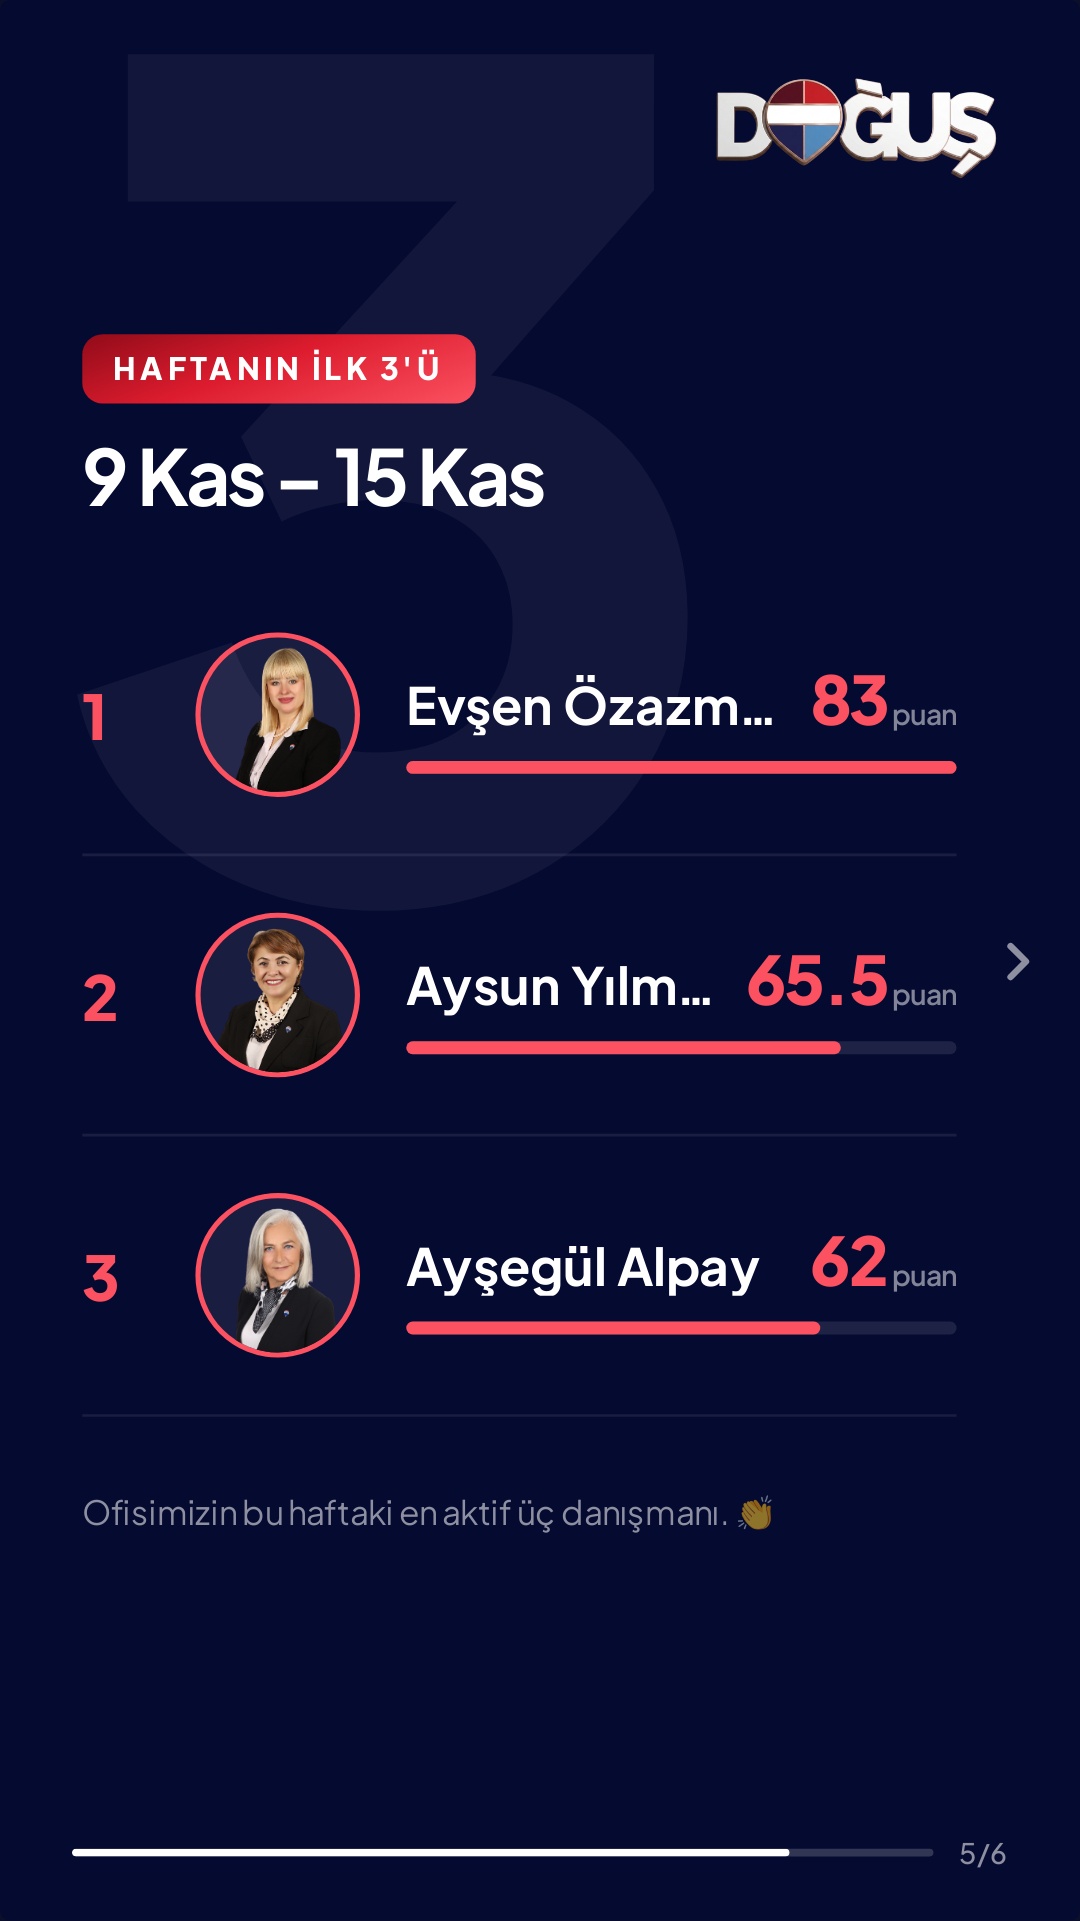 DOĞUŞ
HAFTANIN İLK 3'Ü
9 Kas – 15 Kas
1
Evşen Özazm...
83 puan
2
Aysun Yılm...
65.5 puan
3
Ayşegül Alpay
62 puan
Ofisimizin bu haftaki en aktif üç danışmanı. 👏
5/6